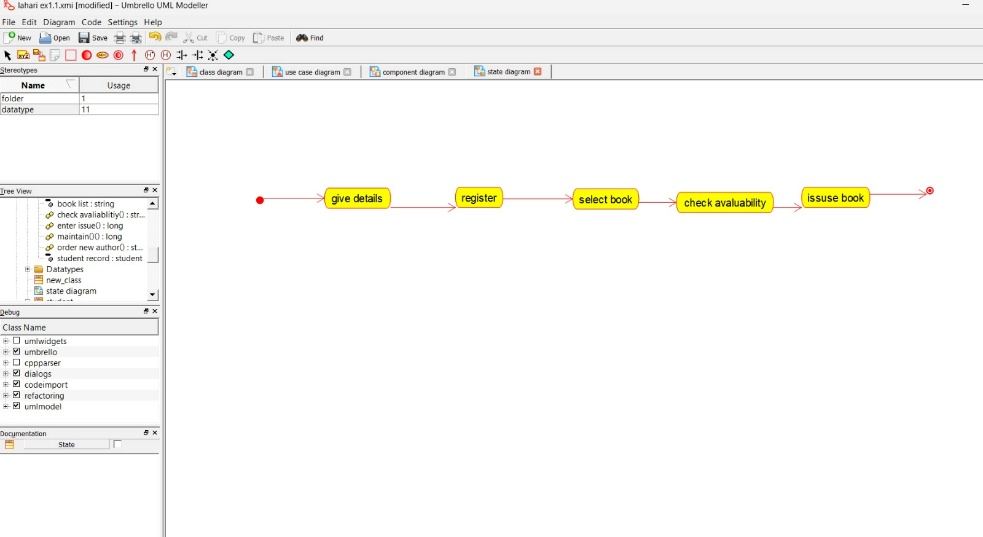 lahari ex1.1.xmi [modified] – Umbrello UML Modeller
File Edit Diagram Code Settings Help
New Open Save Cut Copy Paste Find
Stereotypes
class diagram use case diagram component diagram state diagram
Name Usage
folder 1
datatype 11
Tree View
book list : string
check avaliablitiy() : str...
enter issue() : long
maintain()() : long
order new author() : st...
student record : student
Datatypes
new_class
state diagram
give details register select book check avaluability issuse book
Debug
Class Name
umlwidgets
umbrello
cppparser
dialogs
codeimport
refactoring
umlmodel
Documentation
State